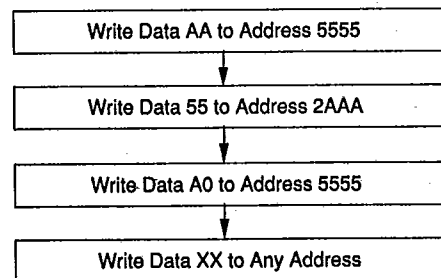 Write Data AA to Address 5555
Write Data 55 to Address 2AAA
Write Data A0 to Address 5555
Write Data XX to Any Address